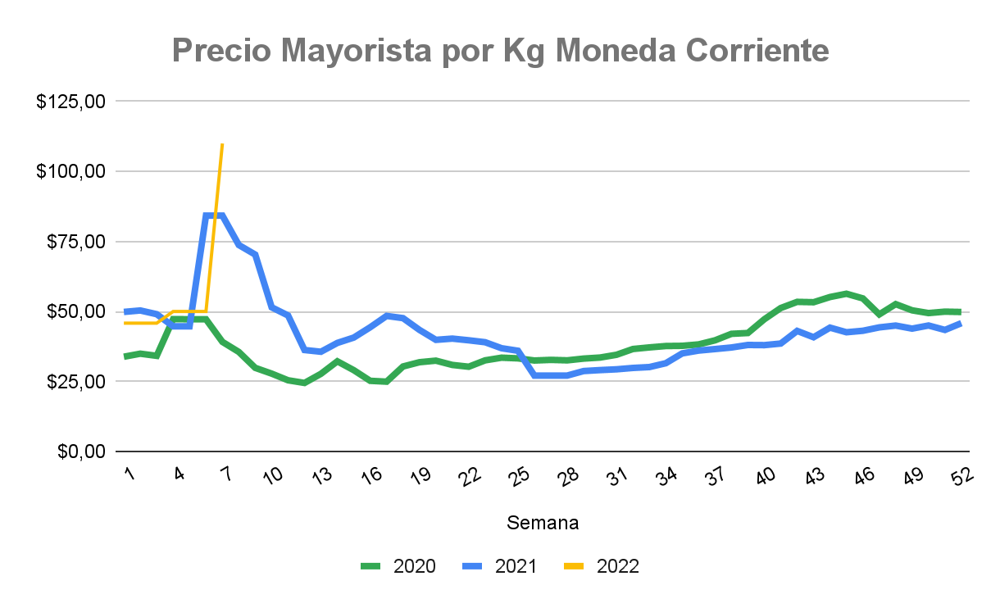 Precio Mayorista por Kg Moneda Corriente
$125,00
$100,00
$75,00
$50,00
$25,00
$0,00
1 4 7 10 13 16 19 22 25 28 31 34 37 40 43 46 49 52
Semana
2020 2021 2022